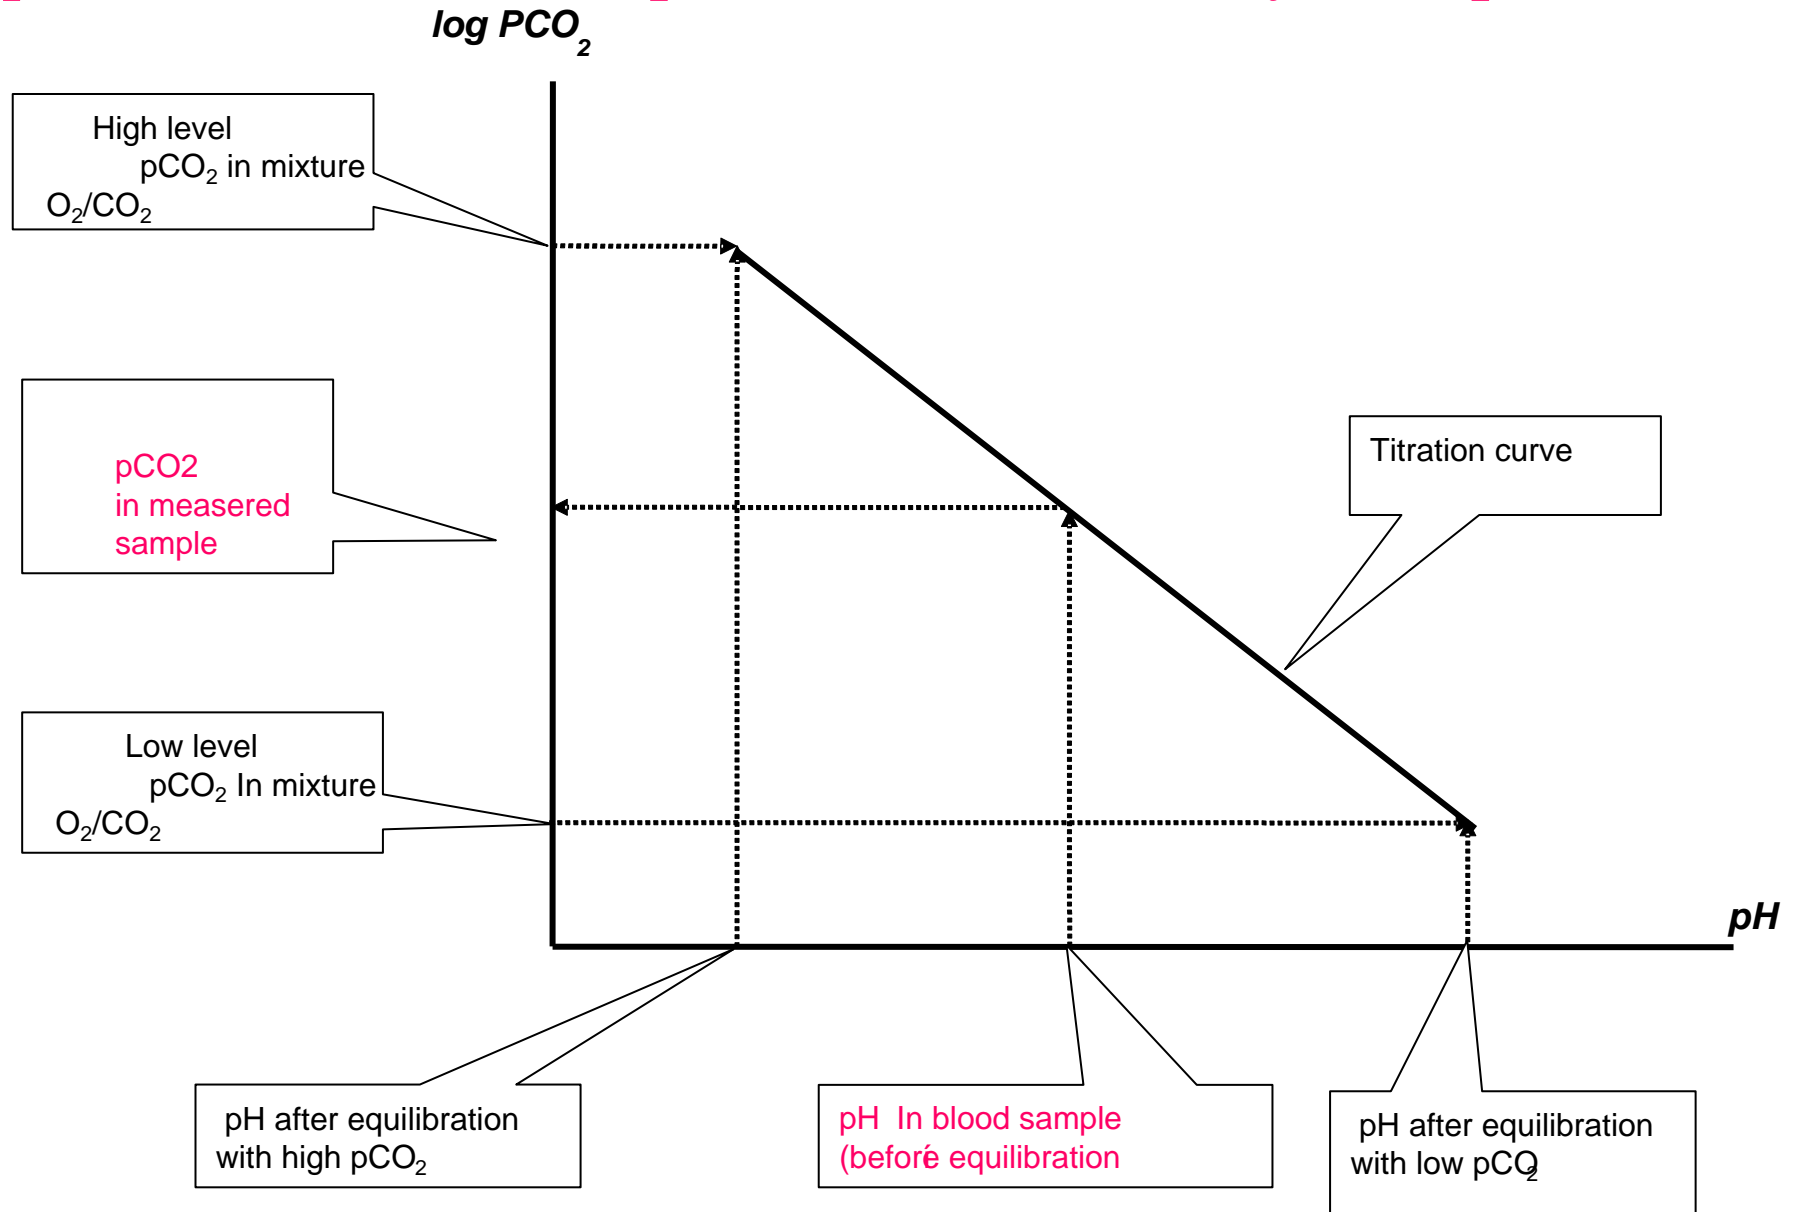 log PCO₂
High level
pCO₂ in mixture
O₂/CO₂
pCO2
in measered
sample
Titration curve
Low level
pCO₂ In mixture
O₂/CO₂
pH
pH after equilibration
with high pCO₂
pH In blood sample
(beforé equilibration
pH after equilibration
with low pCO₂